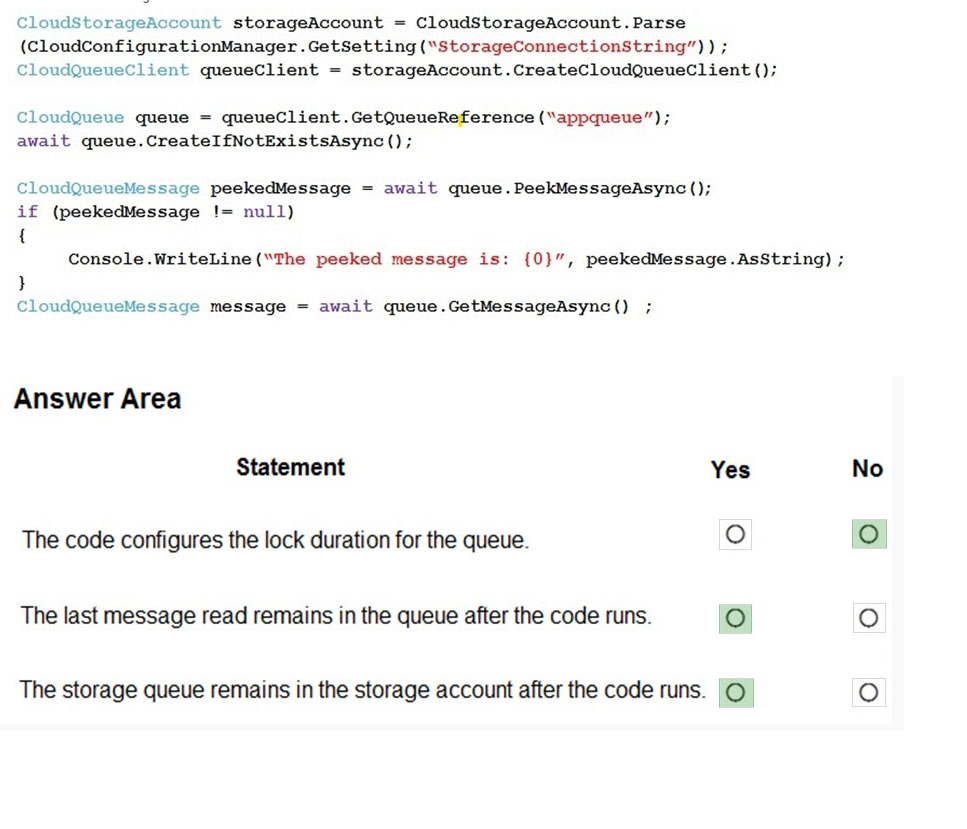 CloudStorageAccount storageAccount = CloudStorageAccount.Parse
(CloudConfigurationManager.GetSetting(“StorageConnectionString”));
CloudQueueClient queueClient = storageAccount.CreateCloudQueueClient();
CloudQueue queue = queueClient.GetQueueReference(“appqueue”);
await queue.CreateIfNotExistsAsync();
CloudQueueMessage peekedMessage = await queue.PeekMessageAsync();
if (peekedMessage != null)
{
Console.WriteLine(“The peeked message is: {0}”, peekedMessage.AsString);
}
CloudQueueMessage message = await queue.GetMessageAsync() ;
Answer Area
Statement Yes No
The code configures the lock duration for the queue.
The last message read remains in the queue after the code runs.
The storage queue remains in the storage account after the code runs.